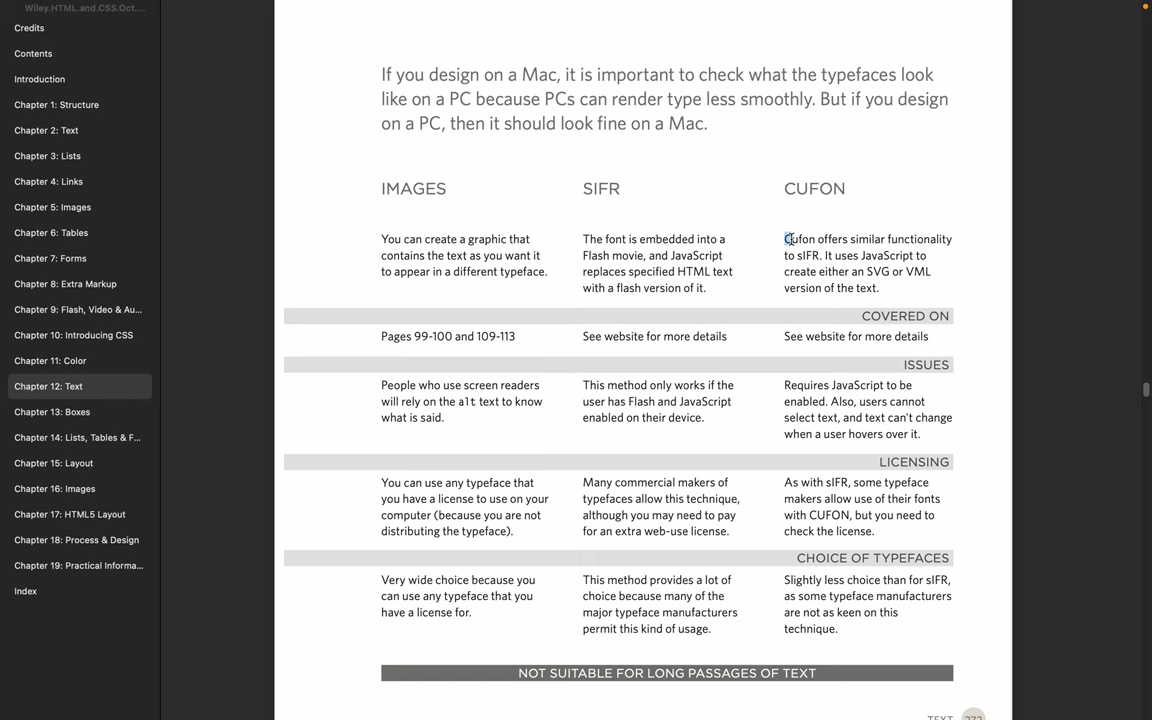 Wiley.HTML.and.CSS.Oct....
Credits
Contents
Introduction
Chapter 1: Structure
Chapter 2: Text
Chapter 3: Lists
Chapter 4: Links
Chapter 5: Images
Chapter 6: Tables
Chapter 7: Forms
Chapter 8: Extra Markup
Chapter 9: Flash, Video & Au...
Chapter 10: Introducing CSS
Chapter 11: Color
Chapter 12: Text
Chapter 13: Boxes
Chapter 14: Lists, Tables & F...
Chapter 15: Layout
Chapter 16: Images
Chapter 17: HTML5 Layout
Chapter 18: Process & Design
Chapter 19: Practical Informa...
Index
If you design on a Mac, it is important to check what the typefaces look
like on a PC because PCs can render type less smoothly. But if you design
on a PC, then it should look fine on a Mac.
IMAGES
You can create a graphic that
contains the text as you want it
to appear in a different typeface.
SIFR
The font is embedded into a
Flash movie, and JavaScript
replaces specified HTML text
with a flash version of it.
CUFON
Cufon offers similar functionality
to sIFR. It uses JavaScript to
create either an SVG or VML
version of the text.
COVERED ON
Pages 99-100 and 109-113
See website for more details
See website for more details
ISSUES
People who use screen readers
will rely on the alt text to know
what is said.
This method only works if the
user has Flash and JavaScript
enabled on their device.
Requires JavaScript to be
enabled. Also, users cannot
select text, and text can't change
when a user hovers over it.
LICENSING
You can use any typeface that
you have a license to use on your
computer (because you are not
distributing the typeface).
Many commercial makers of
typefaces allow this technique,
although you may need to pay
for an extra web-use license.
As with sIFR, some typeface
makers allow use of their fonts
with CUFON, but you need to
check the license.
CHOICE OF TYPEFACES
Very wide choice because you
can use any typeface that you
have a license for.
This method provides a lot of
choice because many of the
major typeface manufacturers
permit this kind of usage.
Slightly less choice than for sIFR,
as some typeface manufacturers
are not as keen on this
technique.
NOT SUITABLE FOR LONG PASSAGES OF TEXT
TEXT